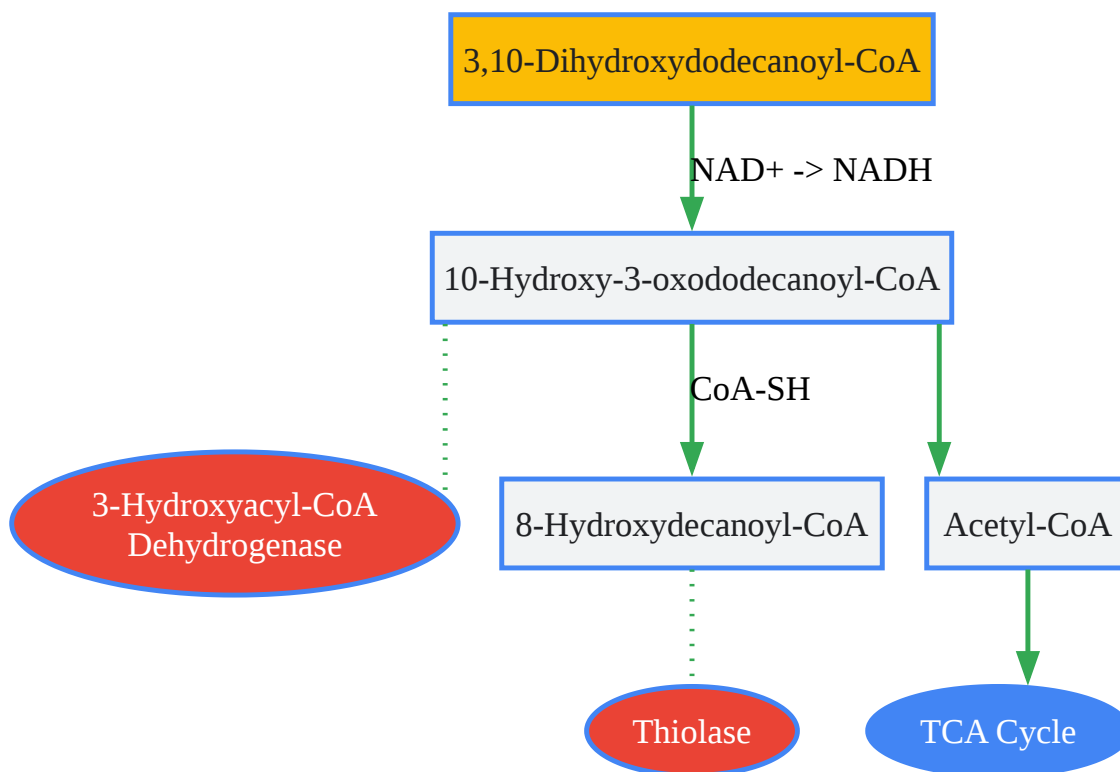 3,10-Dihydroxydodecanoyl-CoA
NAD+ -> NADH
10-Hydroxy-3-oxododecanoyl-CoA
CoA-SH
3-Hydroxyacyl-CoA
Dehydrogenase
8-Hydroxydecanoyl-CoA
Acetyl-CoA
Thiolase
TCA Cycle